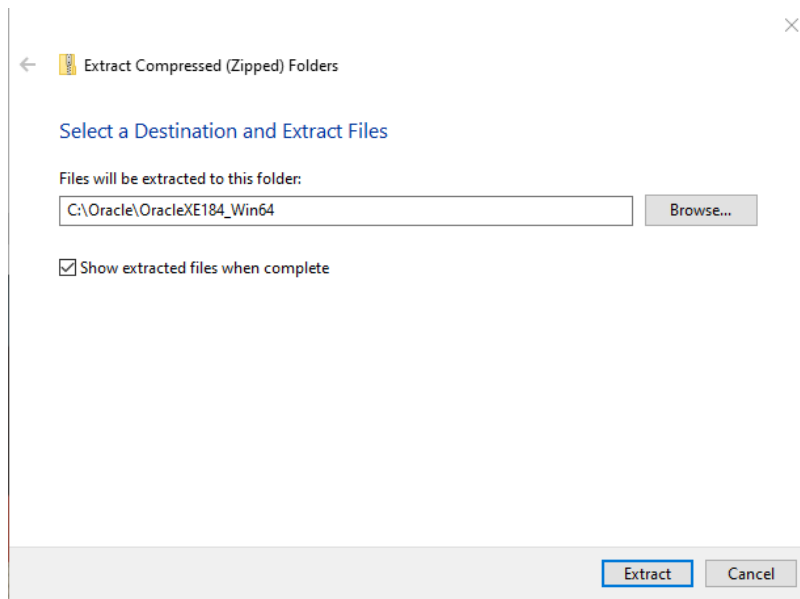 Extract Compressed (Zipped) Folders
Select a Destination and Extract Files
Files will be extracted to this folder:
C:\Oracle\OracleXE184_Win64
Browse...
Show extracted files when complete
Extract
Cancel